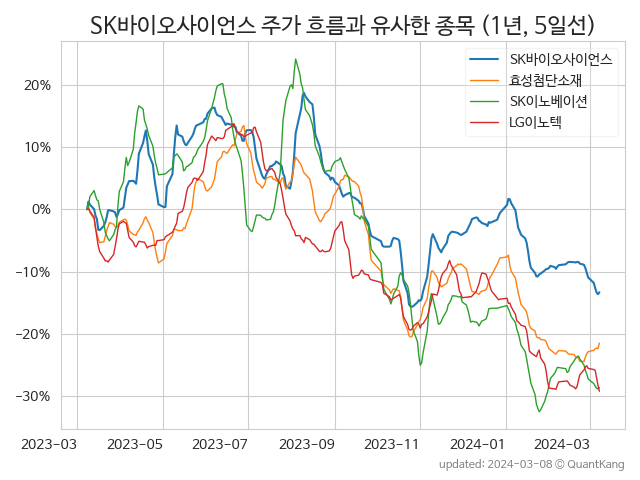 SK바이오사이언스 주가 흐름과 유사한 종목 (1년, 5일선)
SK바이오사이언스
효성첨단소재
SK이노베이션
LG이노텍
20%
10%
0%
−10%
−20%
−30%
2023-03 2023-05 2023-07 2023-09 2023-11 2024-01 2024-03
updated: 2024-03-08 © QuantKang